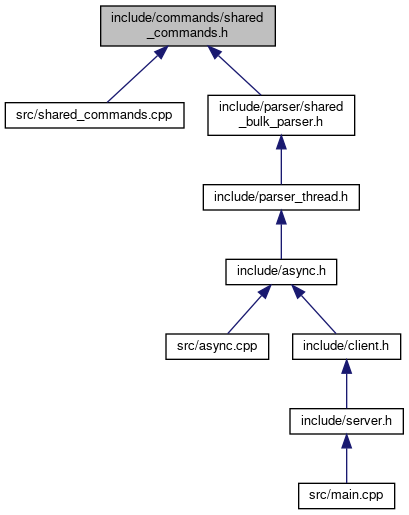 include/commands/shared
_commands.h
src/shared_commands.cpp
include/parser/shared
_bulk_parser.h
include/parser_thread.h
include/async.h
src/async.cpp
include/client.h
include/server.h
src/main.cpp